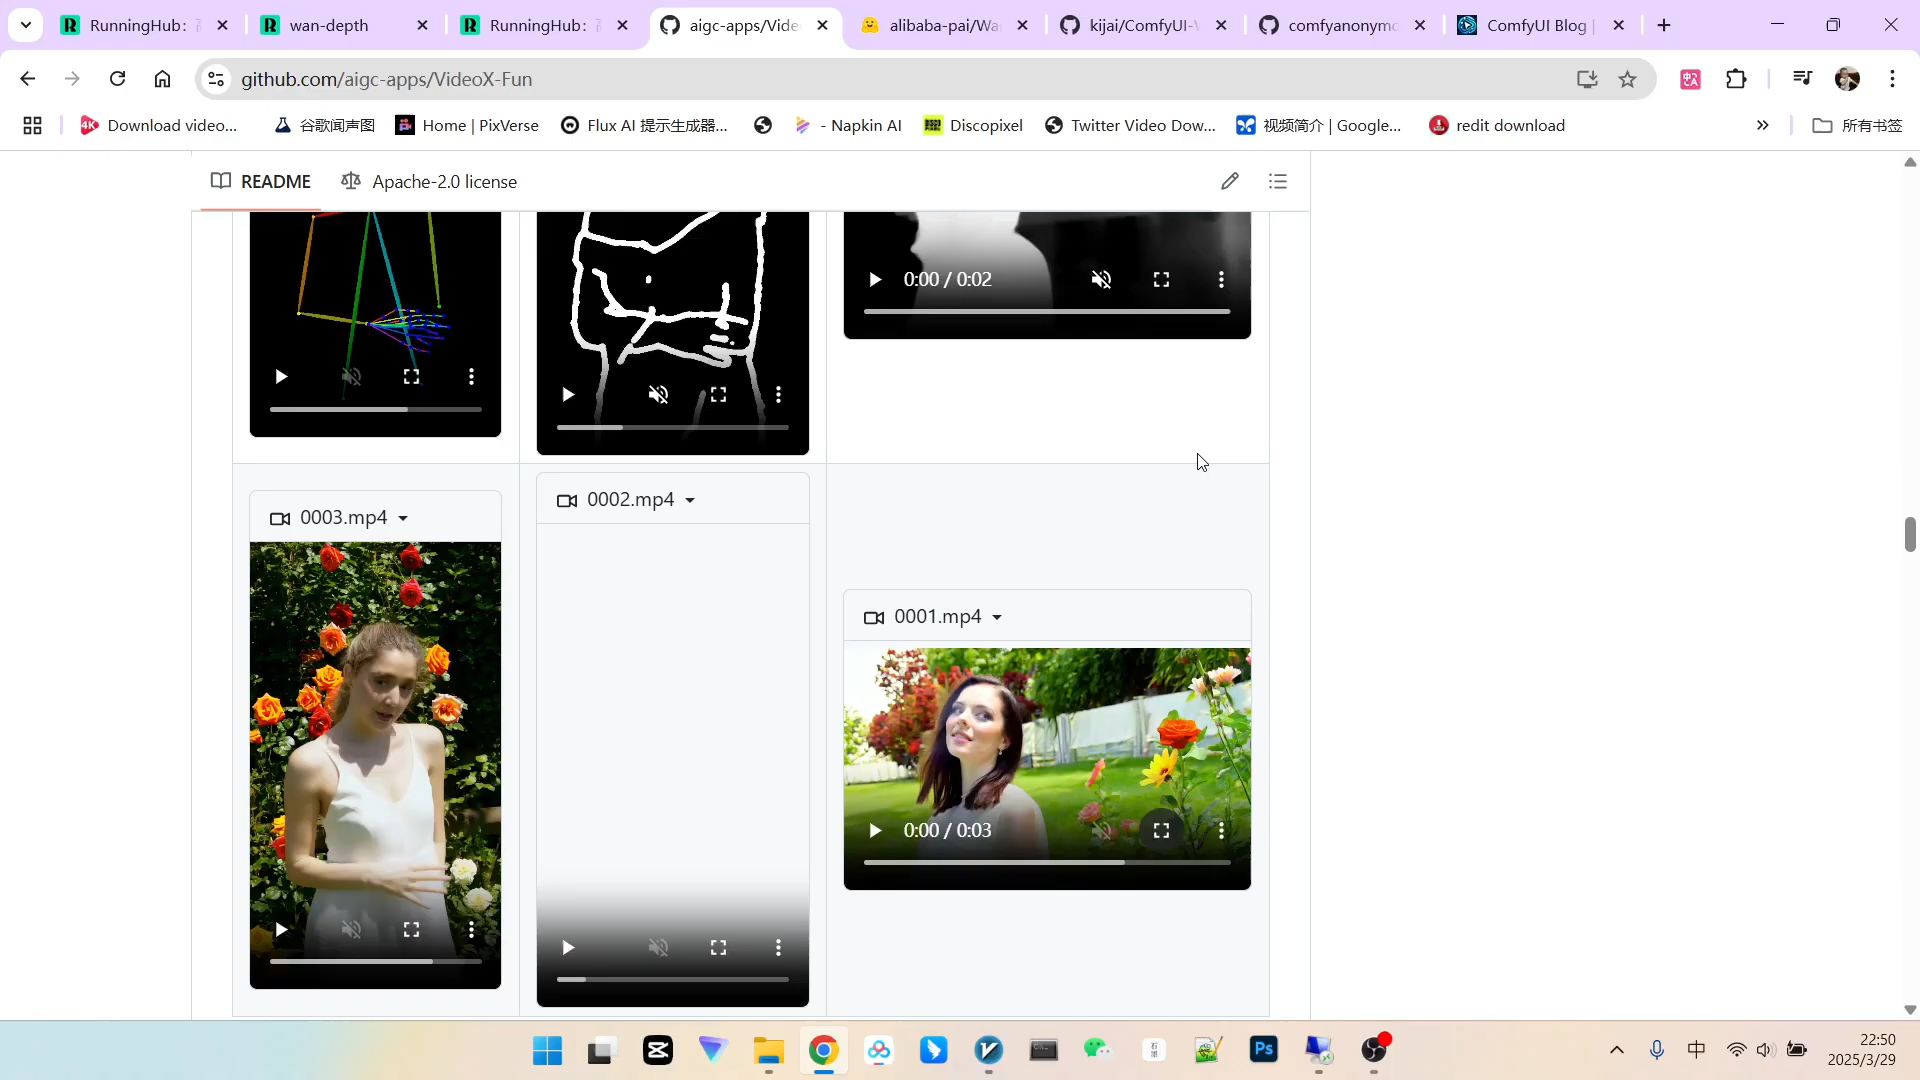 RunningHub:
wan-depth
RunningHub:
aigc-apps/Vide
alibaba-pai/Wa
kijai/ComfyUI-
comfyanonymo
ComfyUI Blog |
github.com/aigc-apps/VideoX-Fun
Download video...
谷歌闻声图
Home | PixVerse
Flux AI 提示生成器...
- Napkin AI
Discopixel
Twitter Video Dow...
视频简介 | Google...
redit download
所有书签
README
Apache-2.0 license
0:00 / 0:02
0003.mp4
0002.mp4
0001.mp4
0:00 / 0:03
Ps
中
22:50
2025/3/29